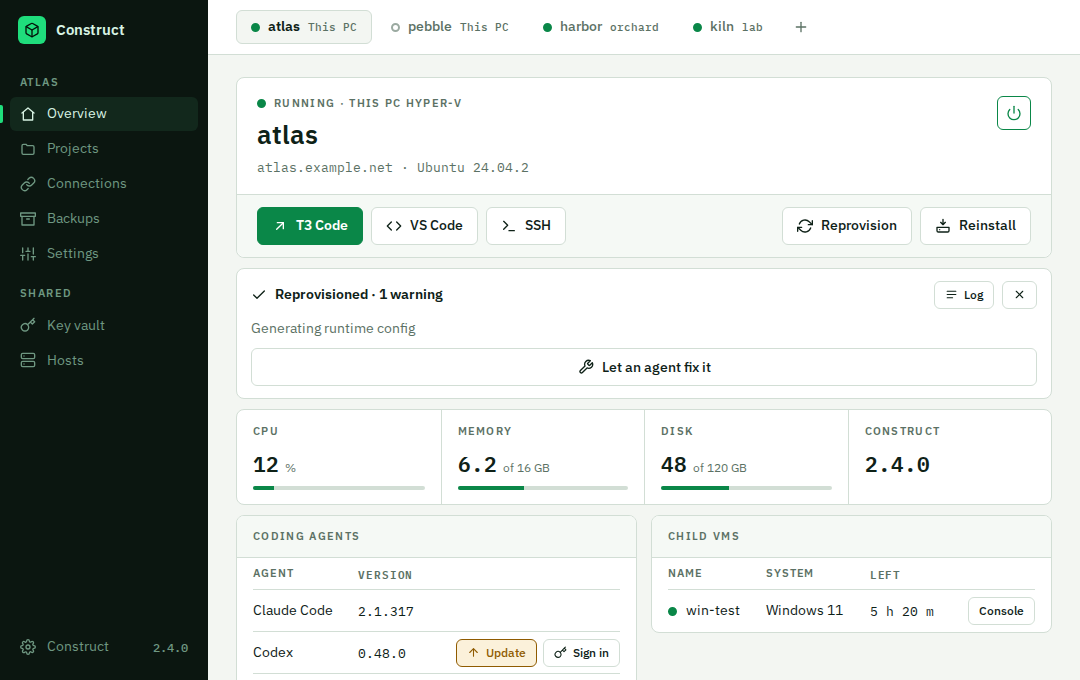 Construct
atlas This PC
pebble This PC
harbor orchard
kiln lab
ATLAS
Overview
Projects
Connections
Backups
Settings
SHARED
Key vault
Hosts
Construct 2.4.0
RUNNING · THIS PC HYPER-V
atlas
atlas.example.net · Ubuntu 24.04.2
T3 Code
VS Code
SSH
Reprovision
Reinstall
Reprovisioned · 1 warning
Log
Generating runtime config
Let an agent fix it
CPU
12 %
MEMORY
6.2 of 16 GB
DISK
48 of 120 GB
CONSTRUCT
2.4.0
CODING AGENTS
AGENT VERSION
Claude Code 2.1.317
Codex 0.48.0 Update Sign in
CHILD VMS
NAME SYSTEM LEFT
win-test Windows 11 5 h 20 m Console